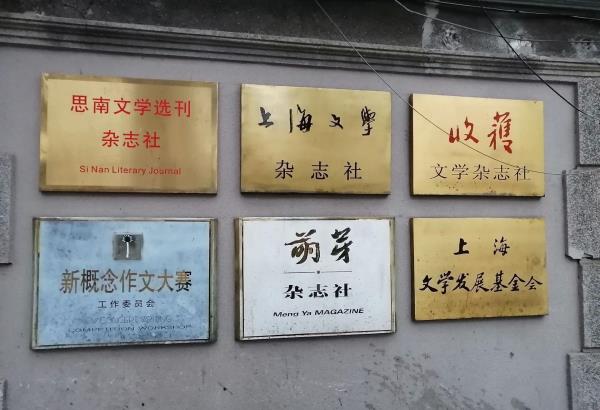 思南文学选刊
杂志社
Si Nan Literary Journal
上海文學
杂志社
收穫
文学杂志社
新概念作文大赛
工作委员会
COMPETITION WORKSHOP
萌芽
杂志社
Meng Ya MAGAZINE
上海
文学发展基金会